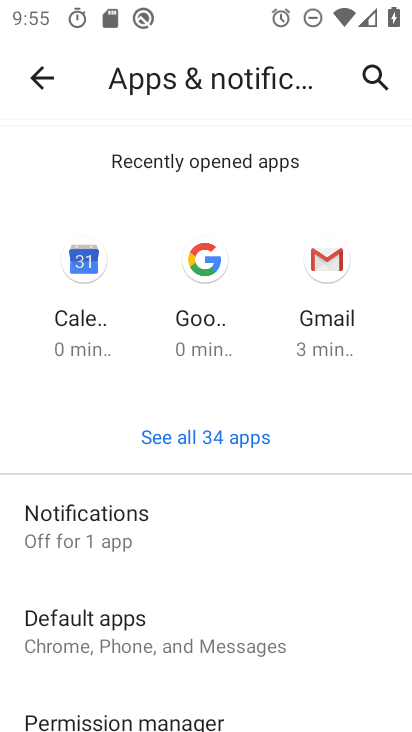 9:55
Apps & notific...
Recently opened apps
31
Cale.. Goo.. Gmail
0 min.. 0 min.. 3 min..
See all 34 apps
Notifications
Off for 1 app
Default apps
Chrome, Phone, and Messages
Permission manager